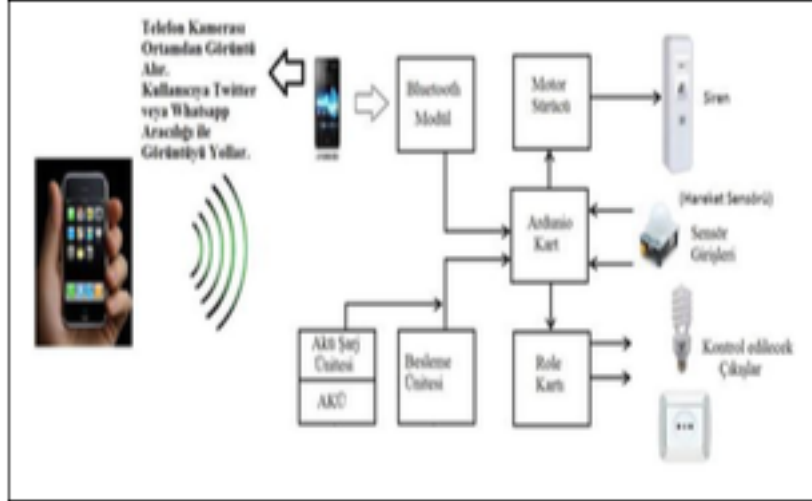 Telefon Kamerası
Ortamdan Görüntü
Alır.
Kullanıcıya Twitter
veya Whatsapp
Aracılığı ile
Görüntüyü Yollar.
Bluetooth
Modül
Motor
Sürücü
Siren
(Hareket Sensörü)
Sensör
Girişleri
Ardunio
Kart
Akü Şarj
Ünitesi
AKÜ
Besleme
Ünitesi
Role
Kartı
Kontrol edilecek
Çıkışlar